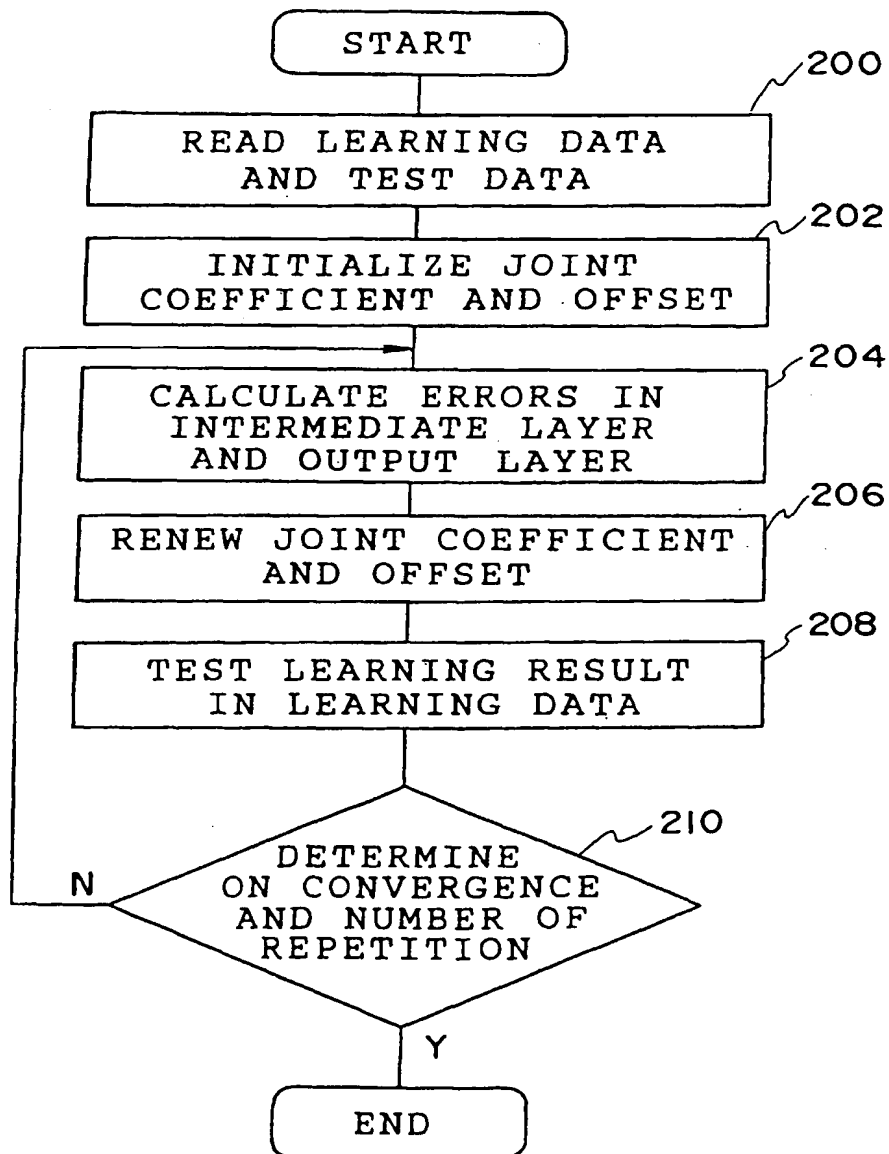 START
200
READ LEARNING DATA
AND TEST DATA
202
INITIALIZE JOINT
COEFFICIENT AND OFFSET
204
CALCULATE ERRORS IN
INTERMEDIATE LAYER
AND OUTPUT LAYER
206
RENEW JOINT COEFFICIENT
AND OFFSET
208
TEST LEARNING RESULT
IN LEARNING DATA
210
DETERMINE
ON CONVERGENCE
AND NUMBER OF
REPETITION
N
Y
END